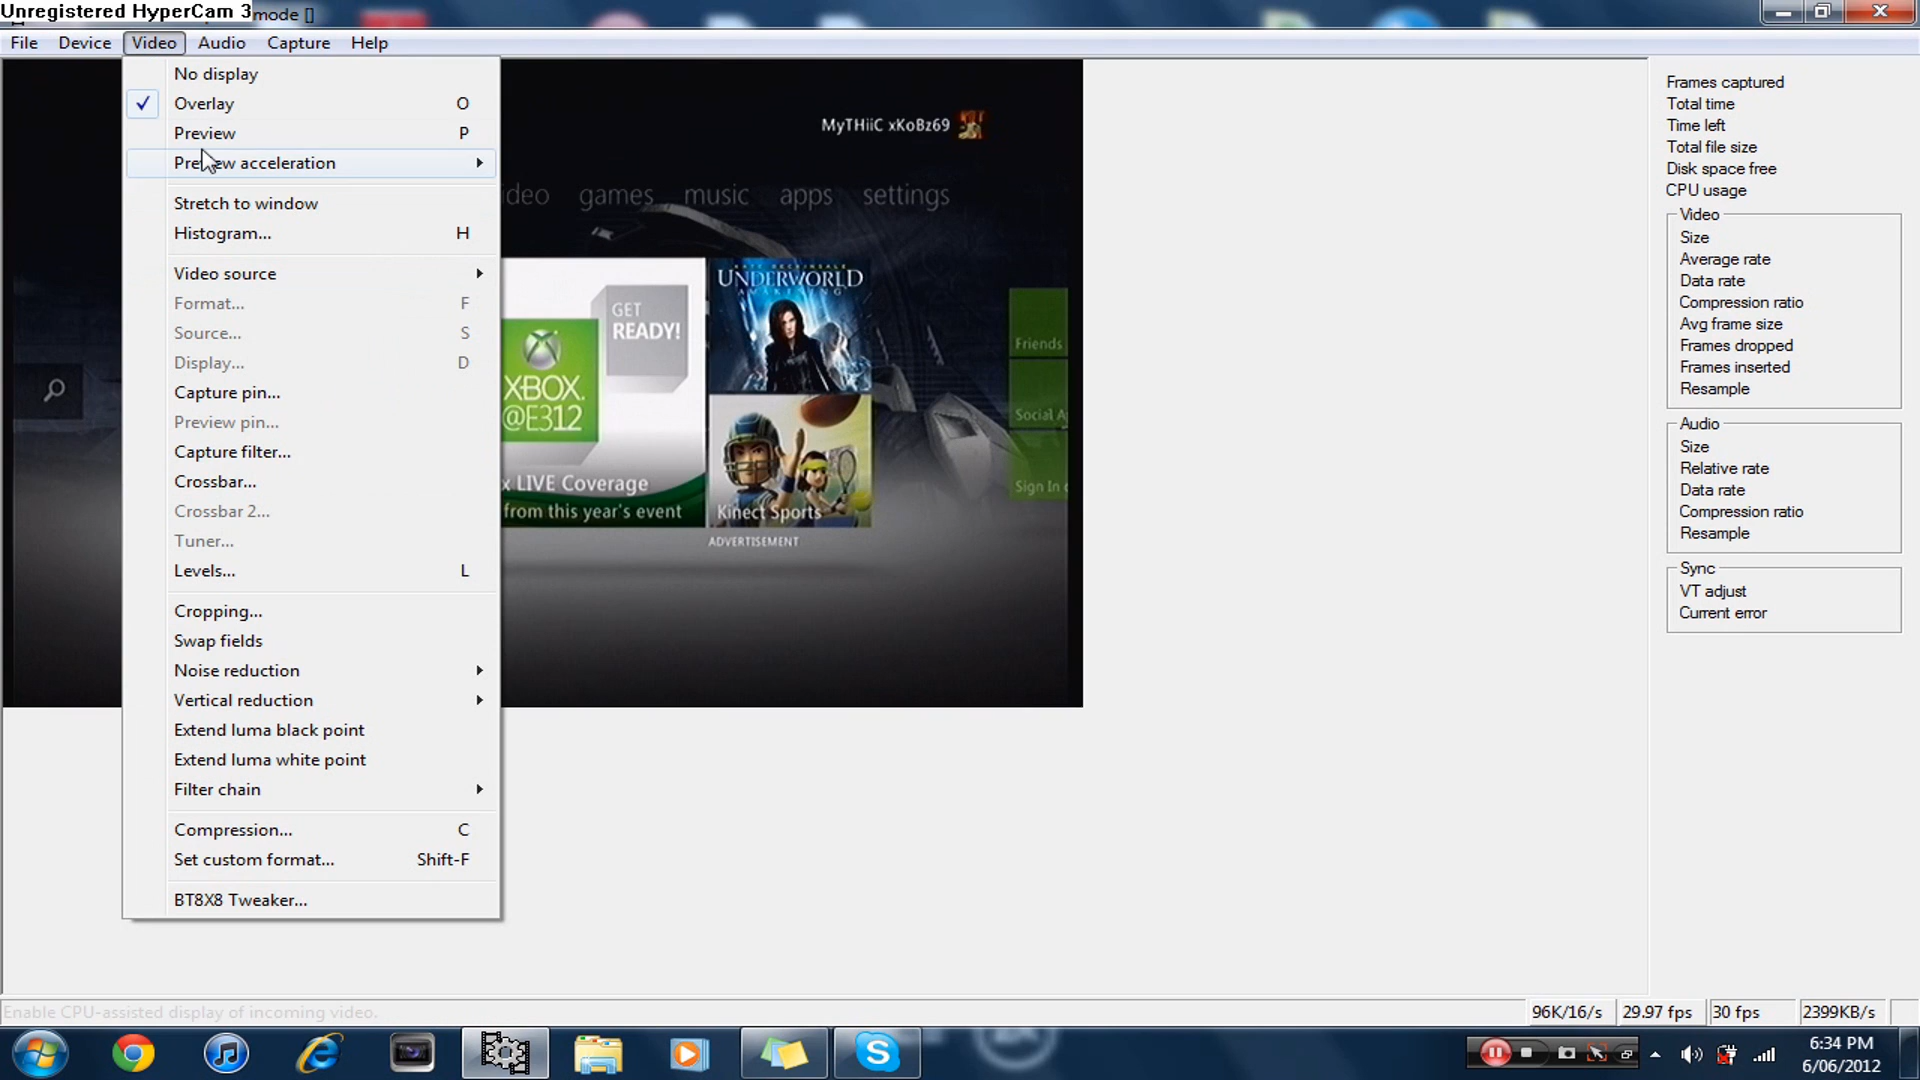 Unregistered HyperCam 3
mode []
File Device Video Audio Capture Help
No display
Overlay O
Preview P
Preview acceleration
Stretch to window
Histogram... H
Video source
Format... F
Source... S
Display... D
Capture pin...
Preview pin...
Capture filter...
Crossbar...
Crossbar 2...
Tuner...
Levels... L
Cropping...
Swap fields
Noise reduction
Vertical reduction
Extend luma black point
Extend luma white point
Filter chain
Compression... C
Set custom format... Shift-F
BT8X8 Tweaker...
MyTHiiC xKoBz69
deo games music apps settings
GET
READY!
XBOX
@E312
x LIVE Coverage
from this year's event
UNDERWORLD
AWAKENING
Kinect Sports
ADVERTISEMENT
Friends
Social A
Sign In
Frames captured
Total time
Time left
Total file size
Disk space free
CPU usage
Video
Size
Average rate
Data rate
Compression ratio
Avg frame size
Frames dropped
Frames inserted
Resample
Audio
Size
Relative rate
Data rate
Compression ratio
Resample
Sync
VT adjust
Current error
Enable CPU-assisted display of incoming video.
96K/16/s 29.97 fps 30 fps 2399KB/s
6:34 PM
6/06/2012